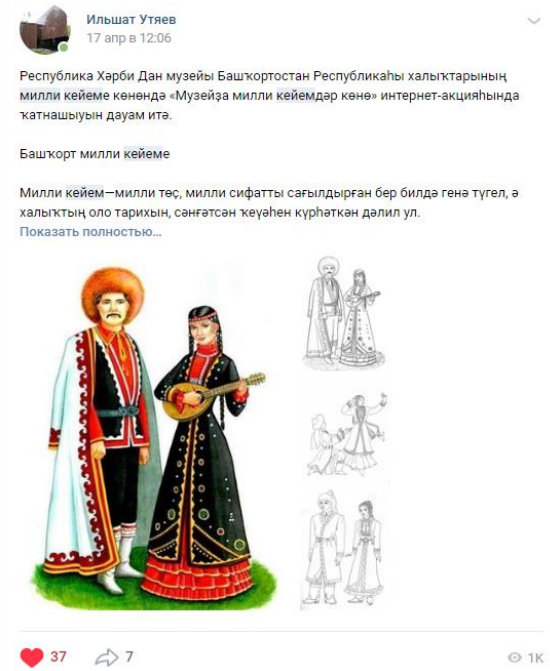 Ильшат Утяев
17 апр в 12:06
Республика Хәрби Дан музейы Башҡортостан Республикаһы халыҡтарының
милли кейеме көнөндә «Музейҙа милли кейемдәр көнө» интернет-акцияһында
ҡатнашыуын дауам итә.
Башҡорт милли кейеме
Милли кейем—милли төҫ, милли сифатты сағылдырған бер билдә генә түгел, ә
халыҡтың оло тарихын, сәнғәтсән ҡеүәһен күрһәткән дәлил ул.
Показать полностью…
37 7 1K